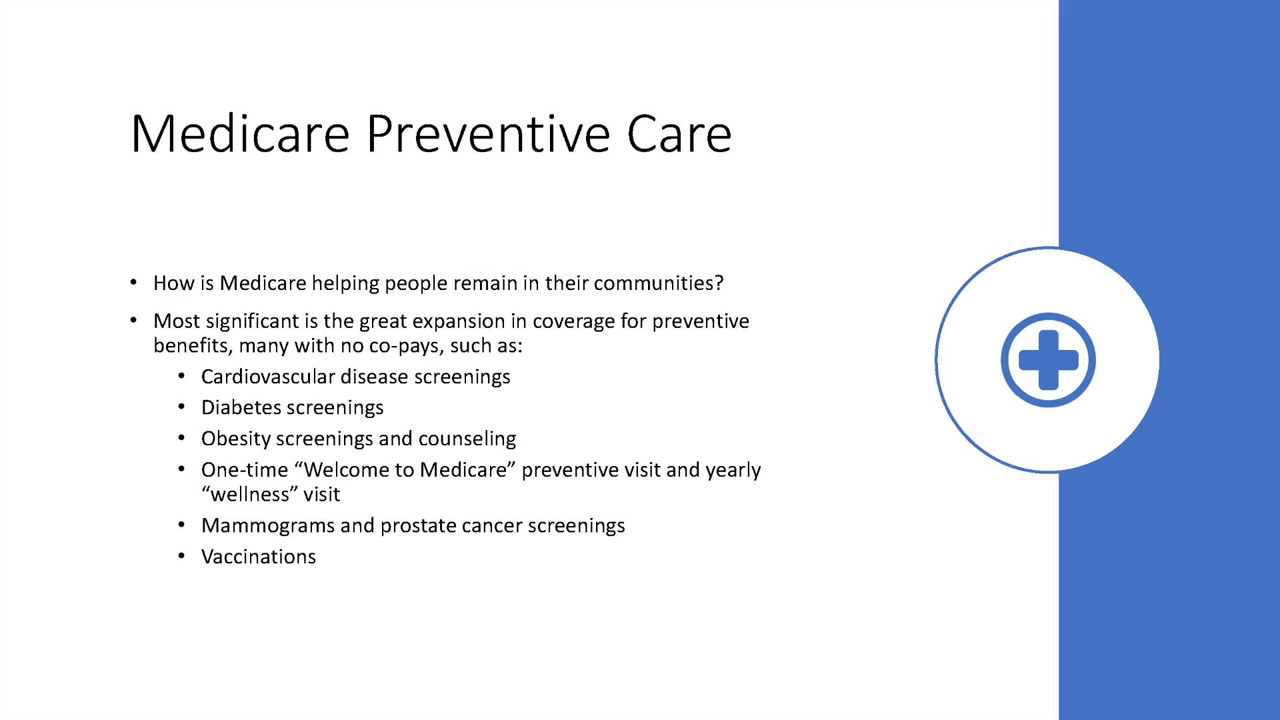 Medicare Preventive Care
• How is Medicare helping people remain in their communities?
• Most significant is the great expansion in coverage for preventive
benefits, many with no co-pays, such as:
• Cardiovascular disease screenings
• Diabetes screenings
• Obesity screenings and counseling
• One-time “Welcome to Medicare” preventive visit and yearly
“wellness” visit
• Mammograms and prostate cancer screenings
• Vaccinations